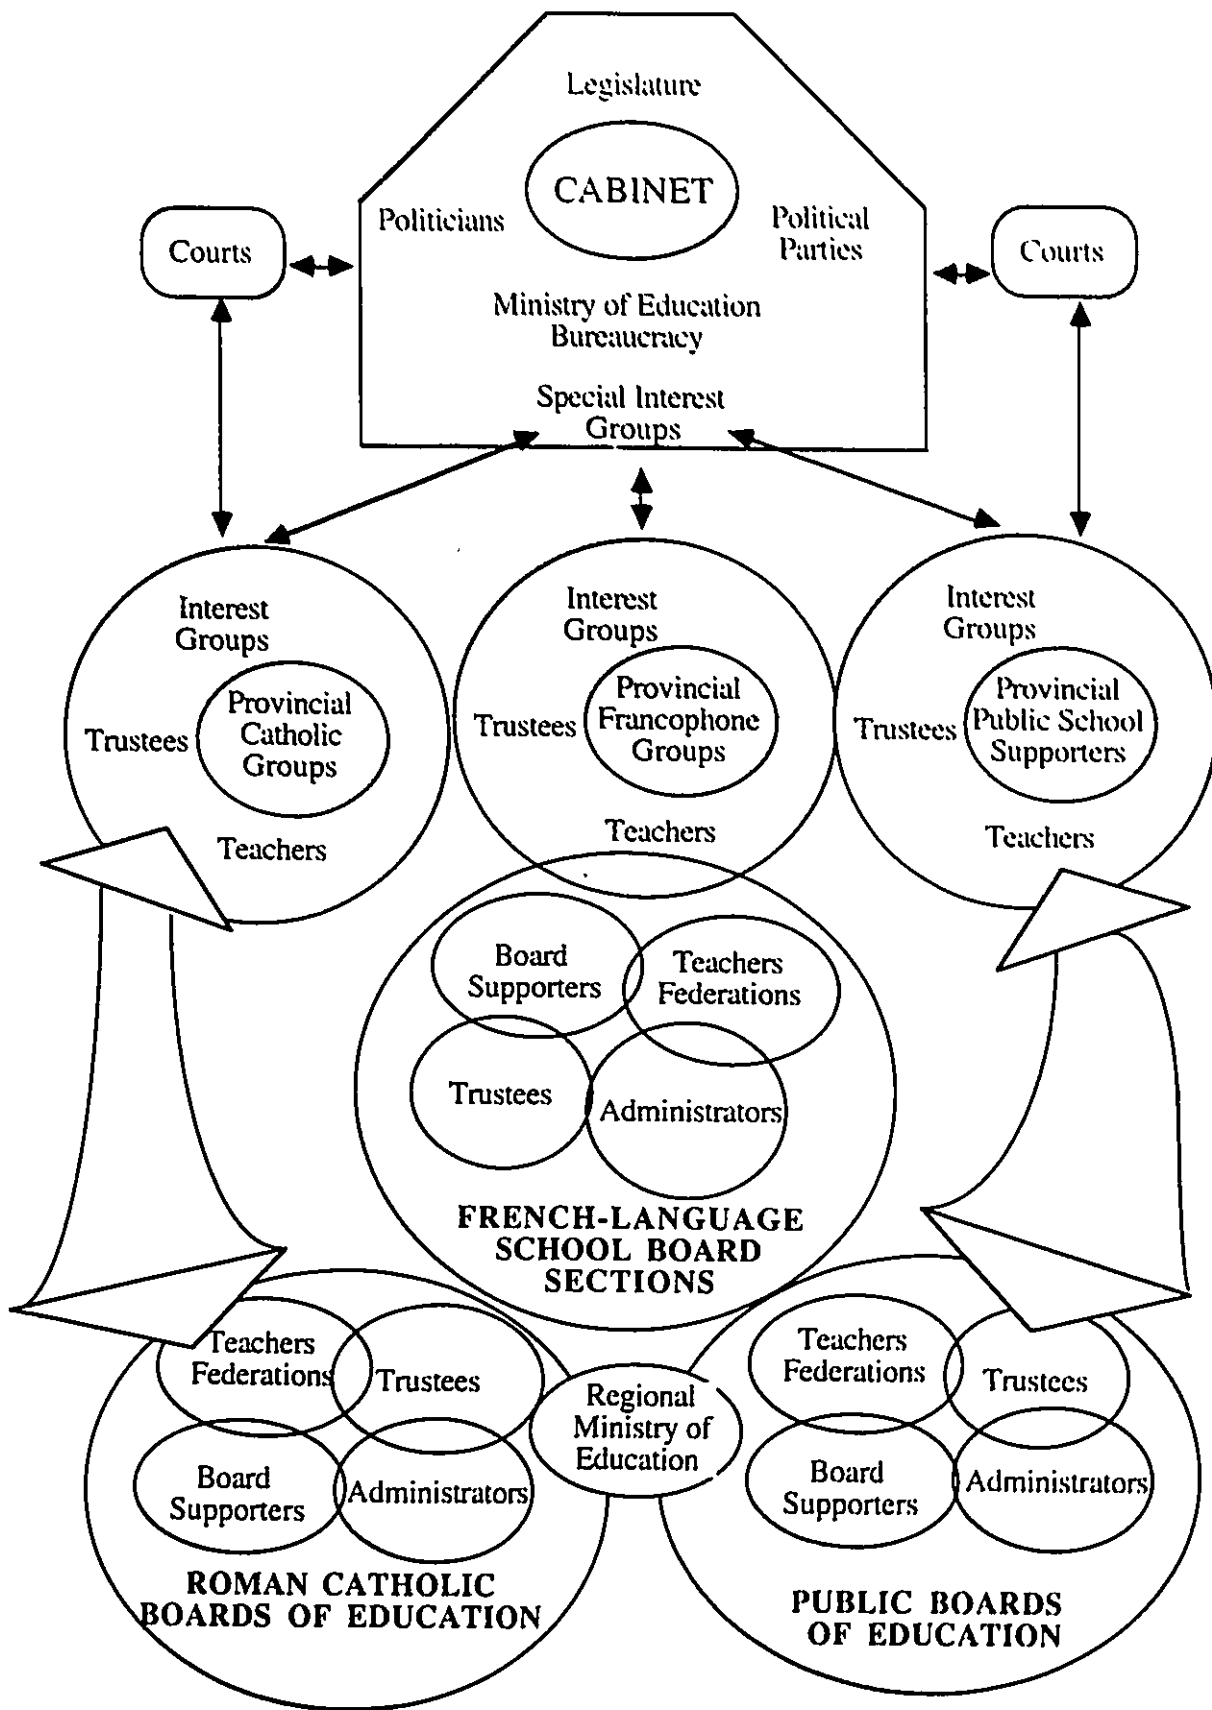 Legislature
CABINET
Politicians
Political
Parties
Courts
Courts
Ministry of Education
Bureaucracy
Special Interest
Groups
Interest
Groups
Provincial
Catholic
Groups
Trustees
Teachers
Interest
Groups
Provincial
Francophone
Groups
Trustees
Teachers
Interest
Groups
Provincial
Public School
Supporters
Trustees
Teachers
Board
Supporters
Teachers
Federations
Trustees
Administrators
FRENCH-LANGUAGE
SCHOOL BOARD
SECTIONS
Teachers
Federations
Trustees
Board
Supporters
Administrators
ROMAN CATHOLIC
BOARDS OF EDUCATION
Regional
Ministry of
Education
Teachers
Federations
Trustees
Board
Supporters
Administrators
PUBLIC BOARDS
OF EDUCATION